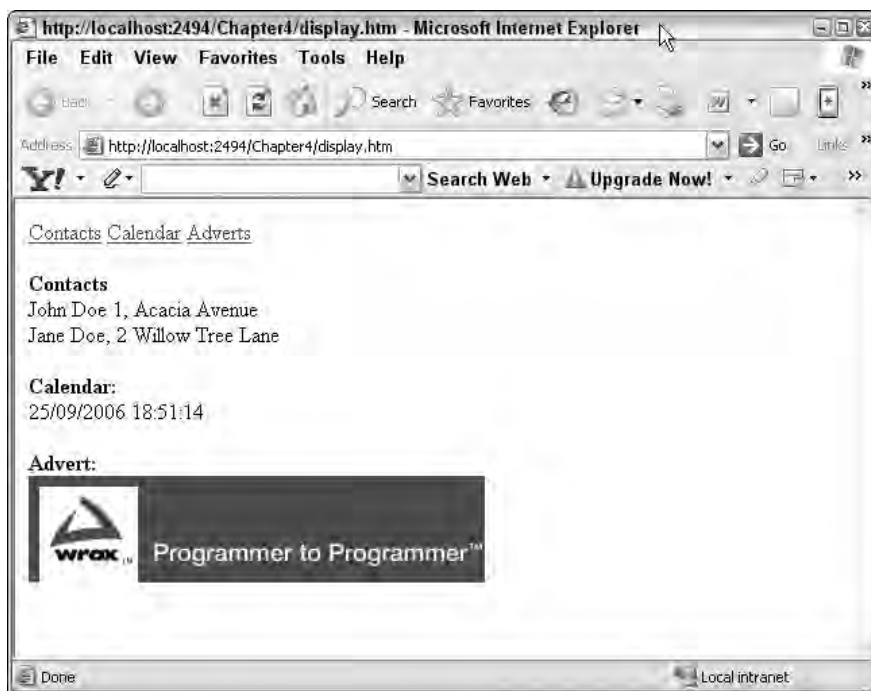 http://localhost:2494/Chapter4/display.htm - Microsoft Internet Explorer
File Edit View Favorites Tools Help
Back Search Favorites
Address http://localhost:2494/Chapter4/display.htm Go Links »
Y! Search Web Upgrade Now! »
Contacts Calendar Adverts
Contacts
John Doe 1, Acacia Avenue
Jane Doe, 2 Willow Tree Lane
Calendar:
25/09/2006 18:51:14
Advert:
wrox™ Programmer to Programmer™
Done Local intranet